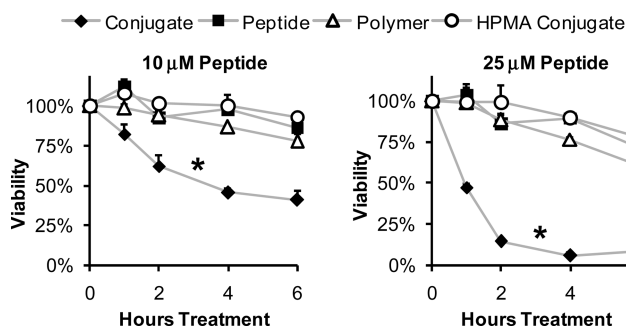 Conjugate Peptide Polymer HPMA Conjugate
10 µM Peptide
100%
75%
50%
25%
0%
Viability
*
0 2 4 6
Hours Treatment
25 µM Peptide
100%
75%
50%
25%
0%
Viability
*
0 2 4
Hours Treatment